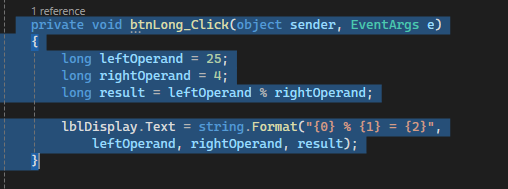 1 reference
private void btnLong_Click(object sender, EventArgs e)
{
long leftOperand = 25;
long rightOperand = 4;
long result = leftOperand % rightOperand;
lblDisplay.Text = string.Format("{0} % {1} = {2}",
leftOperand, rightOperand, result);
}